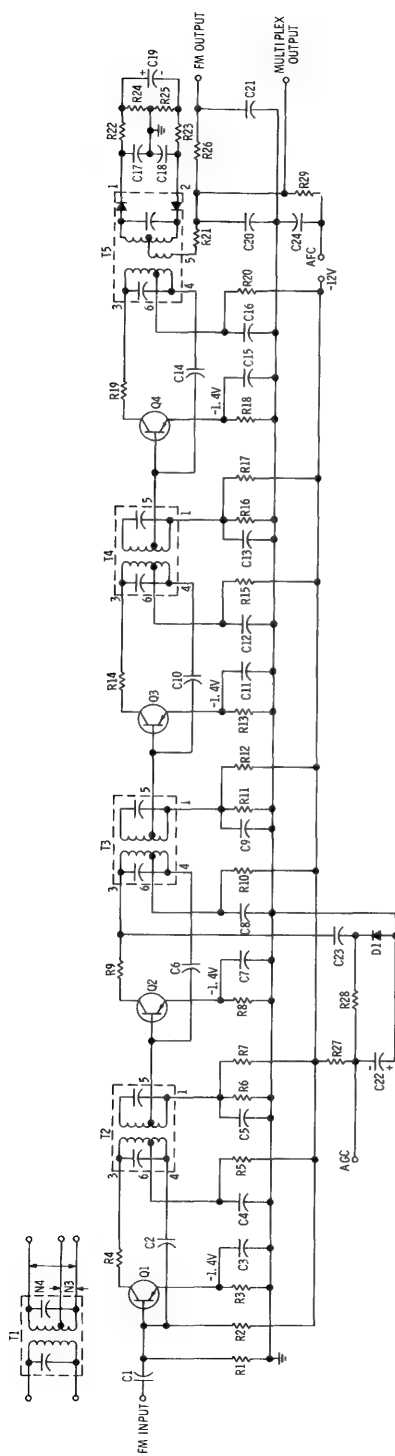 T1
IN4
IN3
FM INPUT
C1
R1
R2
Q1
R4
C2
-1.4V
R3
C3
T2
3
6
4
5
1
C4
R5
C5
R6
R7
Q2
R9
C6
-1.4V
R8
C7
T3
3
6
4
5
1
C8
R10
C9
R11
R12
AGC
R27
C22
- +
R28
C23
D1
Q3
R14
C10
-1.4V
R13
C11
T4
3
6
4
5
1
C12
R15
C13
R16
R17
Q4
R19
C14
-1.4V
R18
C15
T5
3
6
4
5
1
2
C16
R20
R21
R22
R23
C17
C18
R24
R25
+ C19 -
C20
C24
R26
C21
R29
AFC
-12V
FM OUTPUT
MULTIPLEX OUTPUT